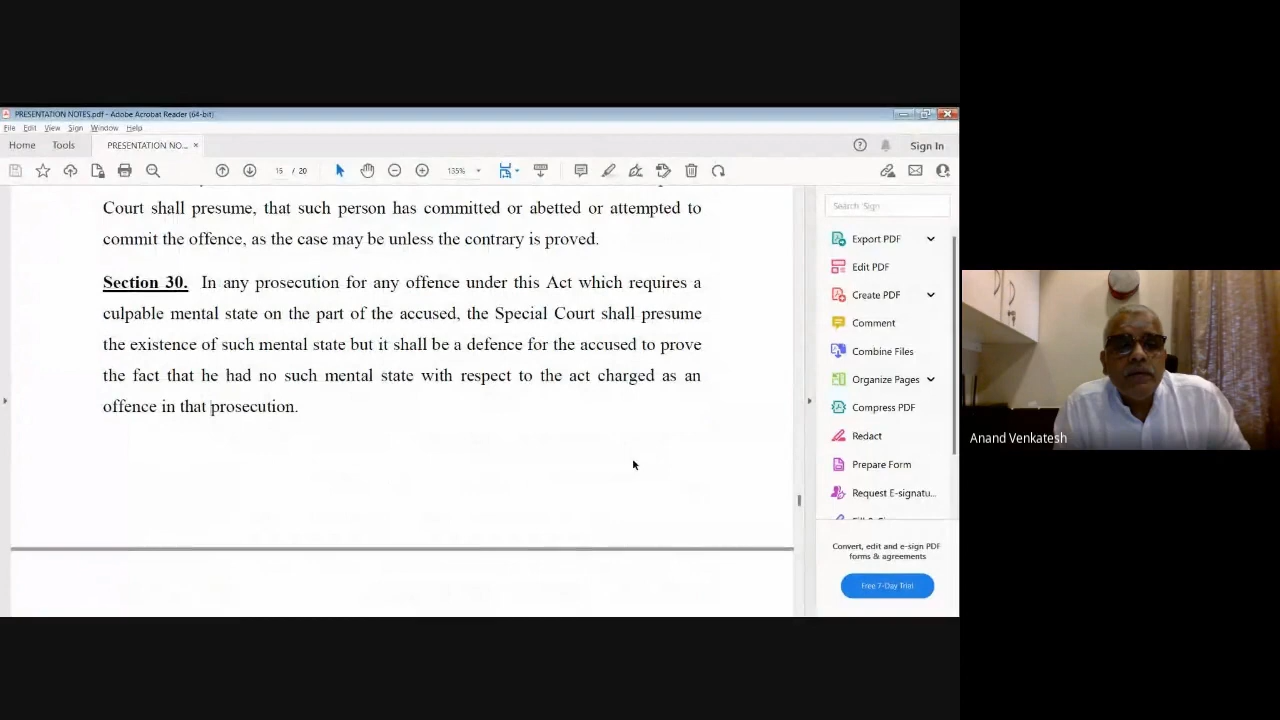 PRESENTATION NOTES.pdf - Adobe Acrobat Reader (64-bit)
File Edit View Sign Window Help
Home Tools PRESENTATION NO... × Sign In
15 / 20 135%
Court shall presume, that such person has committed or abetted or attempted to
commit the offence, as the case may be unless the contrary is proved.
Section 30. In any prosecution for any offence under this Act which requires a
culpable mental state on the part of the accused, the Special Court shall presume
the existence of such mental state but it shall be a defence for the accused to prove
the fact that he had no such mental state with respect to the act charged as an
offence in that prosecution.
Search 'Sign'
Export PDF
Edit PDF
Create PDF
Comment
Combine Files
Organize Pages
Compress PDF
Redact
Prepare Form
Request E-signatu...
Convert, edit and e-sign PDF
forms & agreements
Free 7-Day Trial
Anand Venkatesh